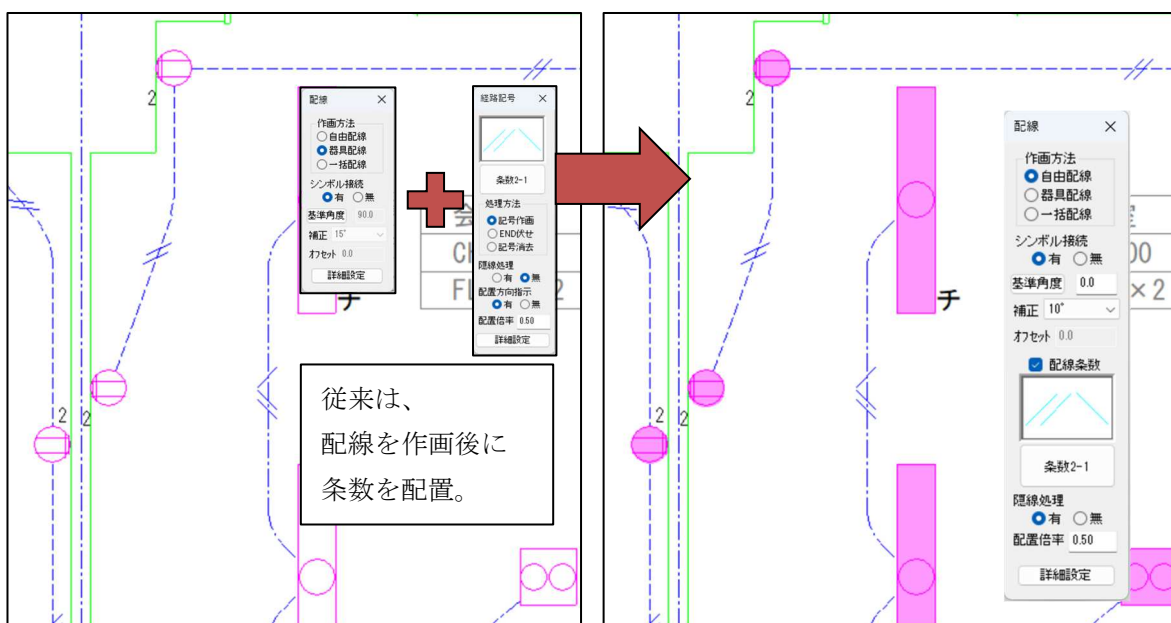 2
配線
作画方法
自由配線
器具配線
一括配線
シンボル接続
有 無
基準角度 90.0
補正 15°
オフセット 0.0
詳細設定
経路記号
条数2-1
処理方法
記号作画
END伏せ
記号消去
隠線処理
有 無
配置方向指示
有 無
配置倍率 0.50
詳細設定
会
CH
FL
2
チ
2
2
従来は、
配線を作画後に
条数を配置。
2
配線
作画方法
自由配線
器具配線
一括配線
シンボル接続
有 無
基準角度 0.0
補正 10°
オフセット 0.0
配線条数
条数2-1
隠線処理
有 無
配置倍率 0.50
詳細設定
00
×2
チ
2
2